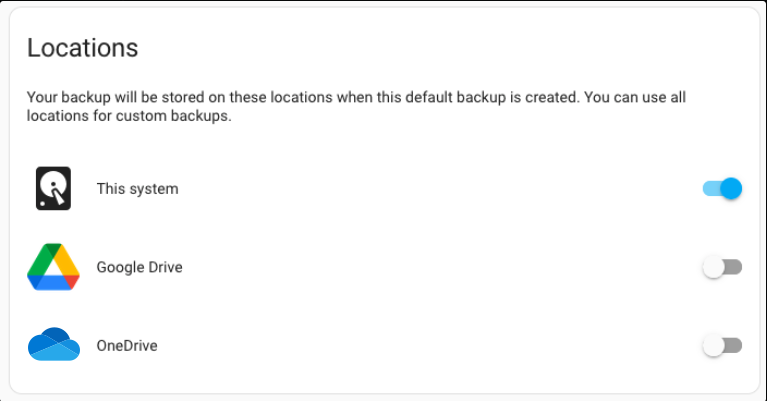 Locations
Your backup will be stored on these locations when this default backup is created. You can use all
locations for custom backups.
This system
Google Drive
OneDrive